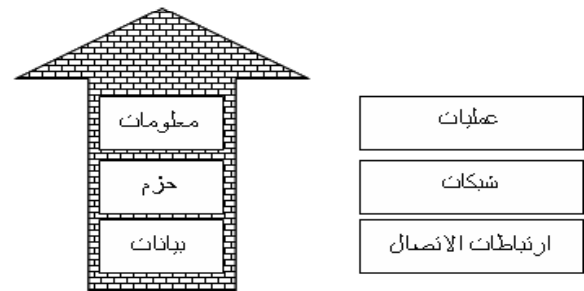 معلومات
عمليات
حزم
شبكات
بيانات
ارتباطات الاتصال